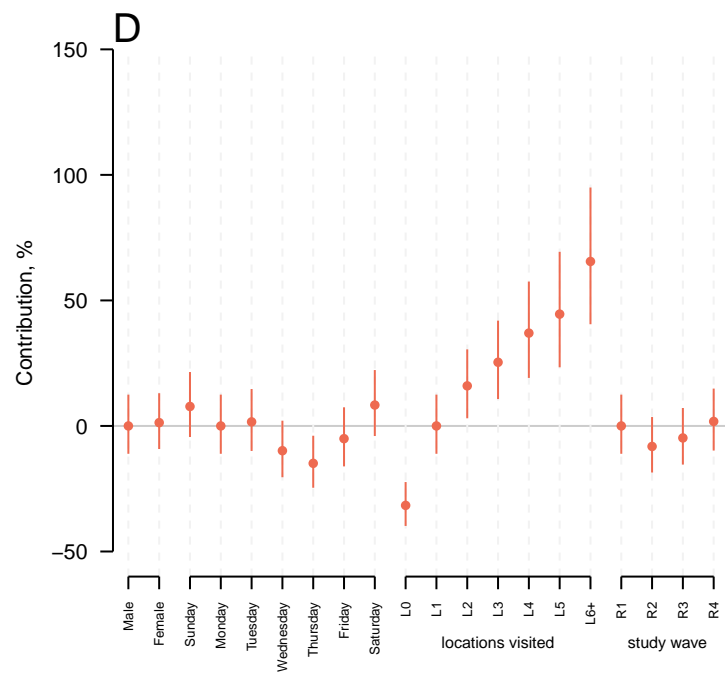 D
Contribution, %
150
100
50
0
−50
Male
Female
Sunday
Monday
Tuesday
Wednesday
Thursday
Friday
Saturday
L0
L1
L2
L3
L4
L5
L6+
R1
R2
R3
R4
locations visited
study wave